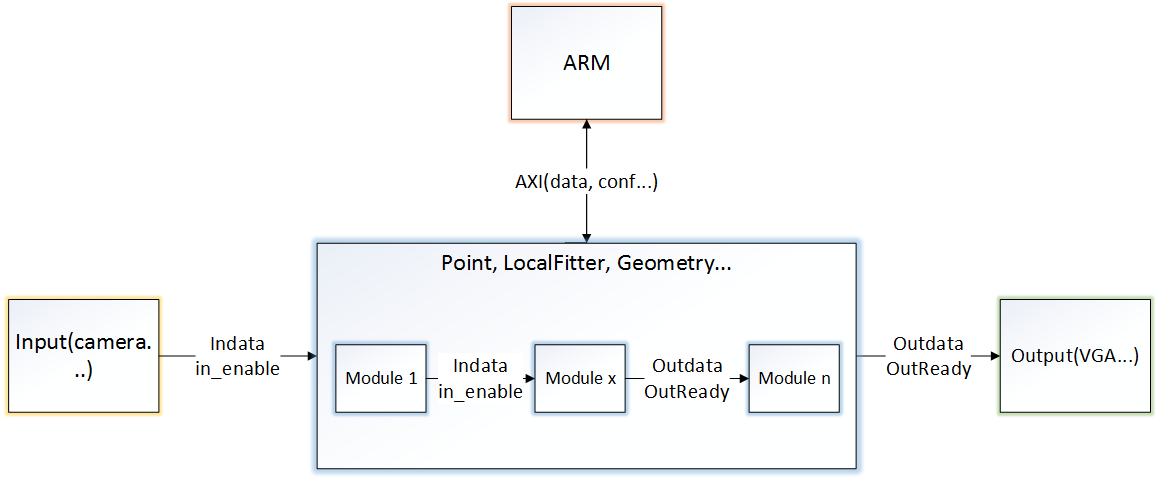 ARM
AXI(data, conf...)
Point, LocalFitter, Geometry...
Input(camera.
..)
Indata
in_enable
Module 1
Indata
in_enable
Module x
Outdata
OutReady
Module n
Outdata
OutReady
Output(VGA...)